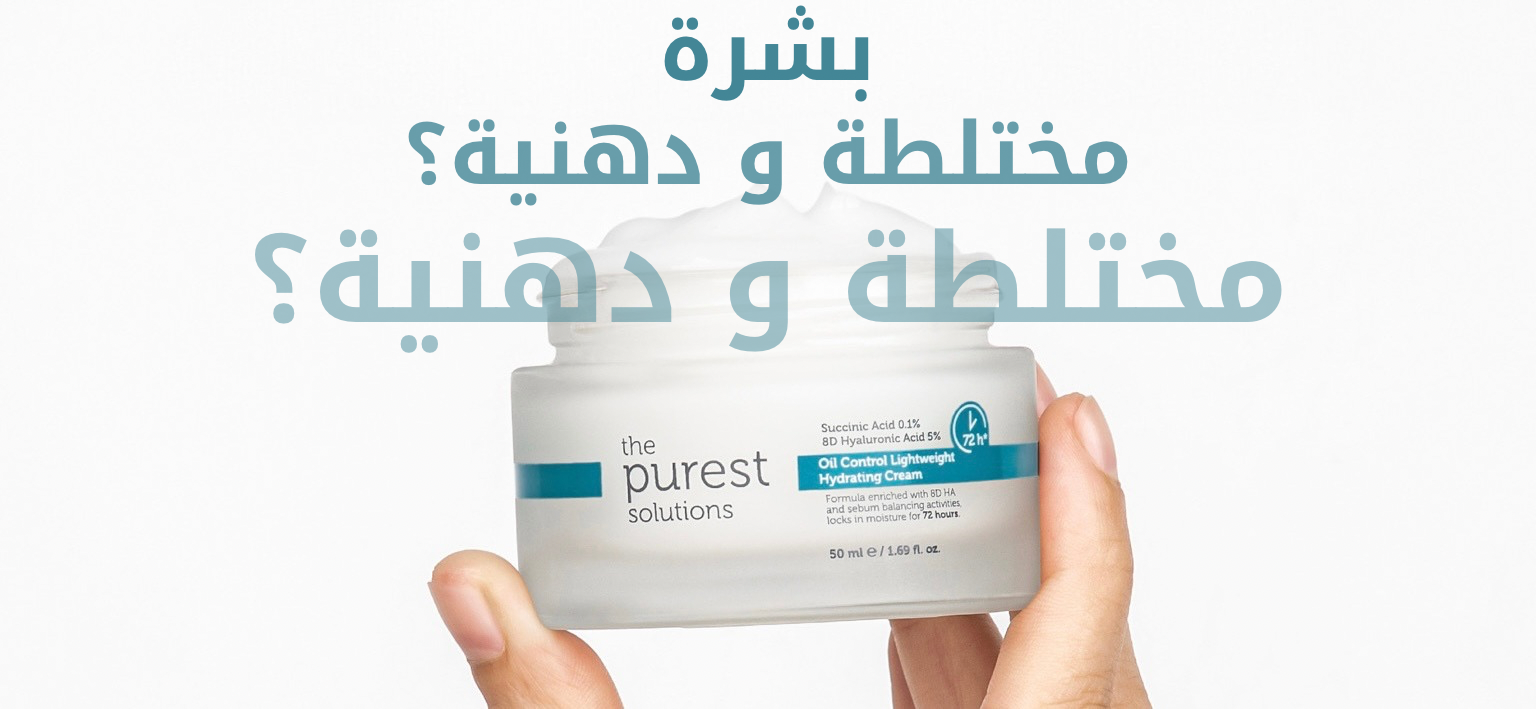 بشرة
مختلطة و دهنية؟
مختلطة و دهنية؟
the
purest
solutions
Succinic Acid 0.1%
8D Hyaluronic Acid 5%
72 h*
Oil Control Lightweight
Hydrating Cream
Formula enriched with 8D HA
and sebum balancing activities,
locks in moisture for 72 hours.
50 ml ℮ / 1.69 fl. oz.